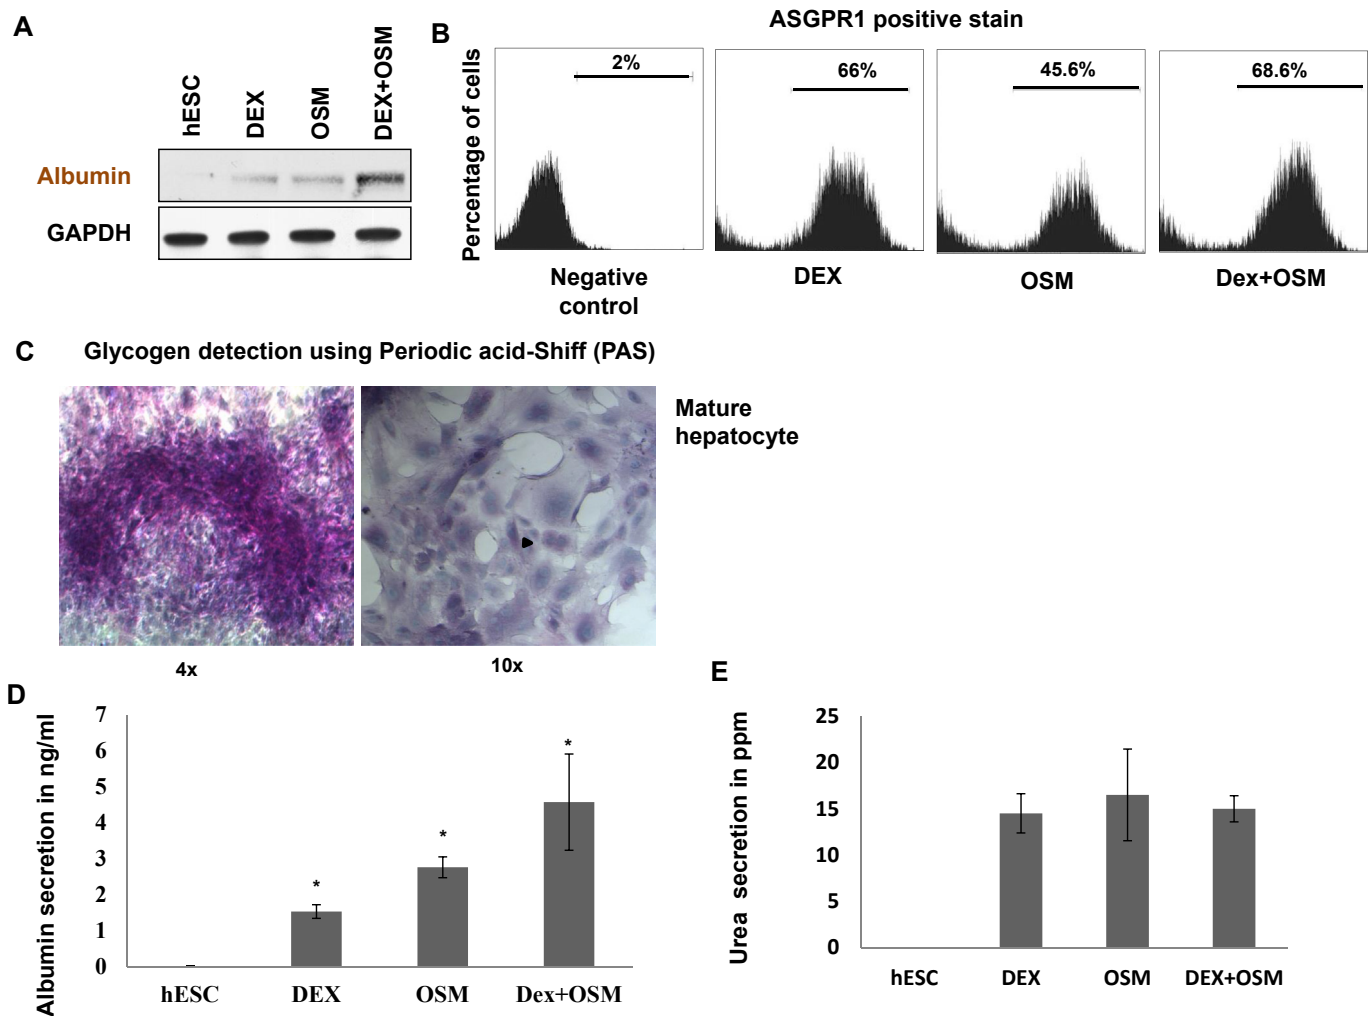 A
hESC
DEX
OSM
DEX+OSM
Albumin
GAPDH
B
ASGPR1 positive stain
Percentage of cells
2%
66%
45.6%
68.6%
Negative
control
DEX
OSM
Dex+OSM
C
Glycogen detection using Periodic acid-Shiff (PAS)
Mature
hepatocyte
4x
10x
D
Albumin secretion in ng/ml
7
6
5
4
3
2
1
0
*
*
*
hESC
DEX
OSM
Dex+OSM
E
Urea secretion in ppm
25
20
15
10
5
0
hESC
DEX
OSM
DEX+OSM